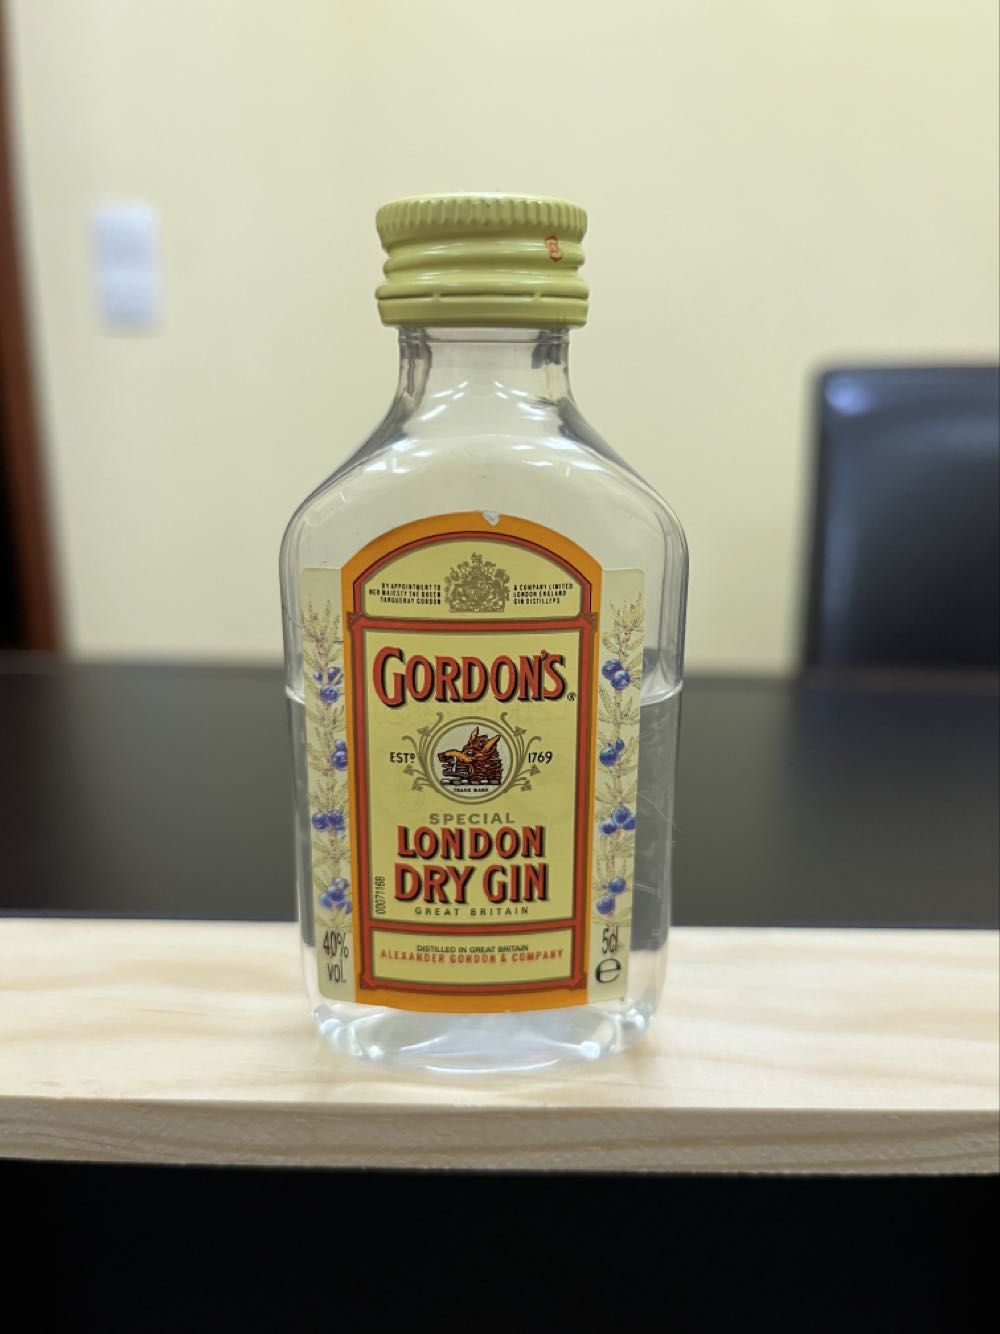 BY APPOINTMENT TO
HER MAJESTY THE QUEEN
TANQUERAY GORDON
& COMPANY LIMITED
LONDON ENGLAND
GIN DISTILLERS
GORDON'S®
ESTD 1769
TRADE MARK
SPECIAL
LONDON
DRY GIN
GREAT BRITAIN
00071168
40%
vol.
DISTILLED IN GREAT BRITAIN
ALEXANDER GORDON & COMPANY
5cl
e